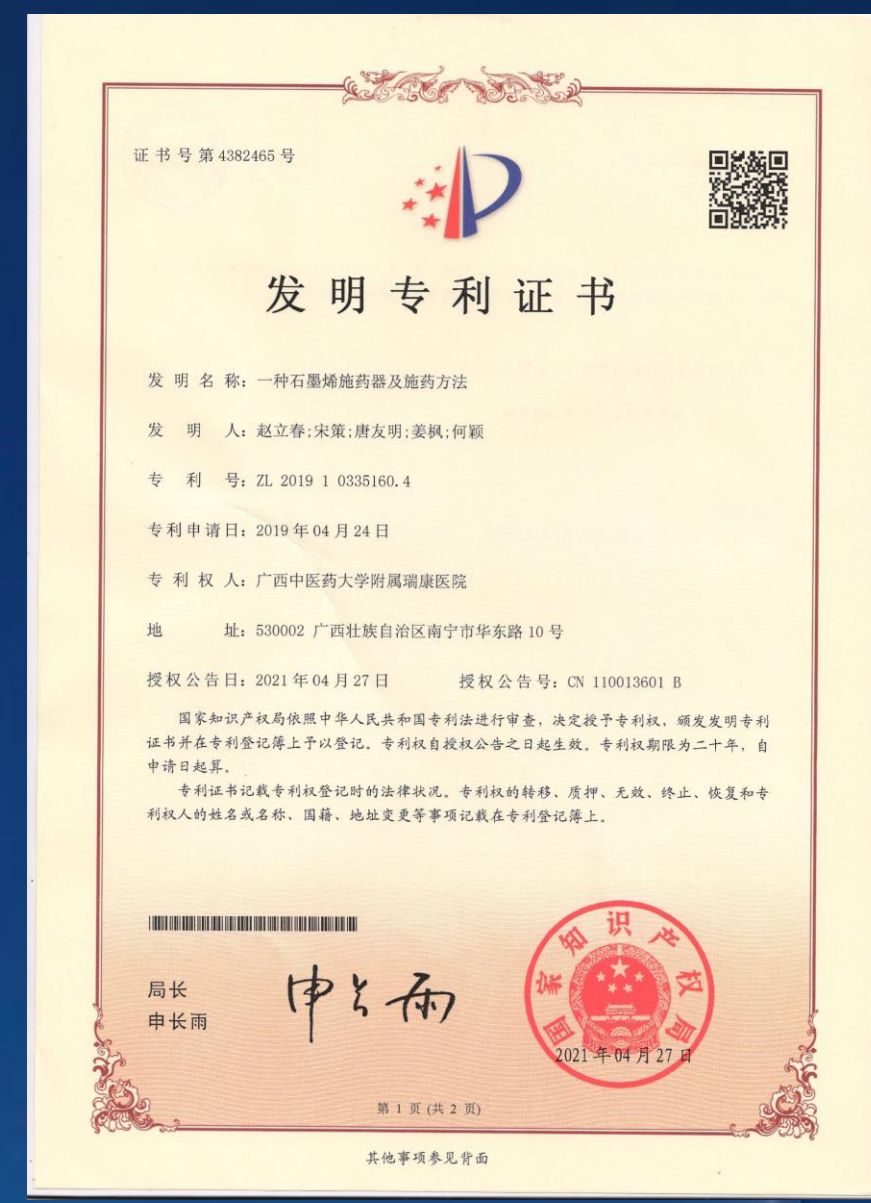 证书号第4382465号
发明专利证书
发明名称：一种石墨烯施药器及施药方法
发明人：赵立春;宋策;唐友明;姜枫;何颖
专利号：ZL 2019 1 0335160.4
专利申请日：2019年04月24日
专利权人：广西中医药大学附属瑞康医院
地址：530002 广西壮族自治区南宁市华东路10号
授权公告日：2021年04月27日 授权公告号：CN 110013601 B
国家知识产权局依照中华人民共和国专利法进行审查，决定授予专利权，颁发发明专利
证书并在专利登记簿上予以登记。专利权自授权公告之日起生效。专利权期限为二十年，自
申请日起算。
专利证书记载专利权登记时的法律状况。专利权的转移、质押、无效、终止、恢复和专
利权人的姓名或名称、国籍、地址变更等事项记载在专利登记簿上。
局长
申长雨
申长雨
国家知识产权局
2021年04月27日
第 1 页 (共 2 页)
其他事项参见背面